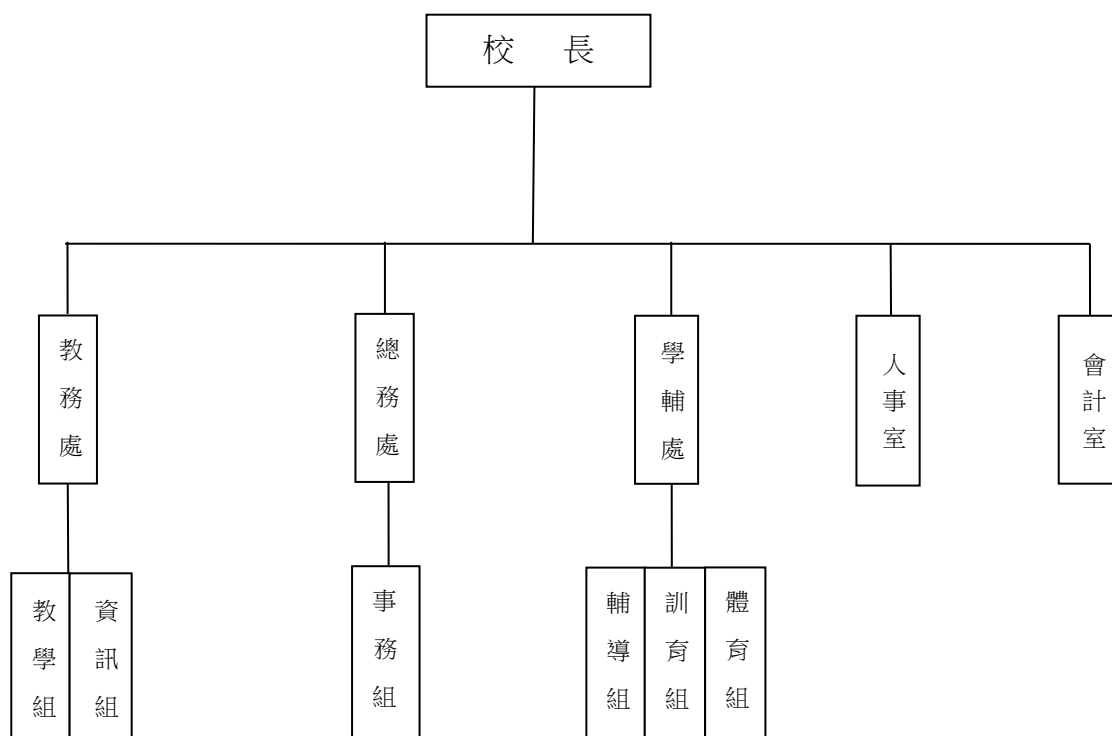 校 長
教務處
總務處
學輔處
人事室
會計室
教學組
資訊組
事務組
輔導組
訓育組
體育組